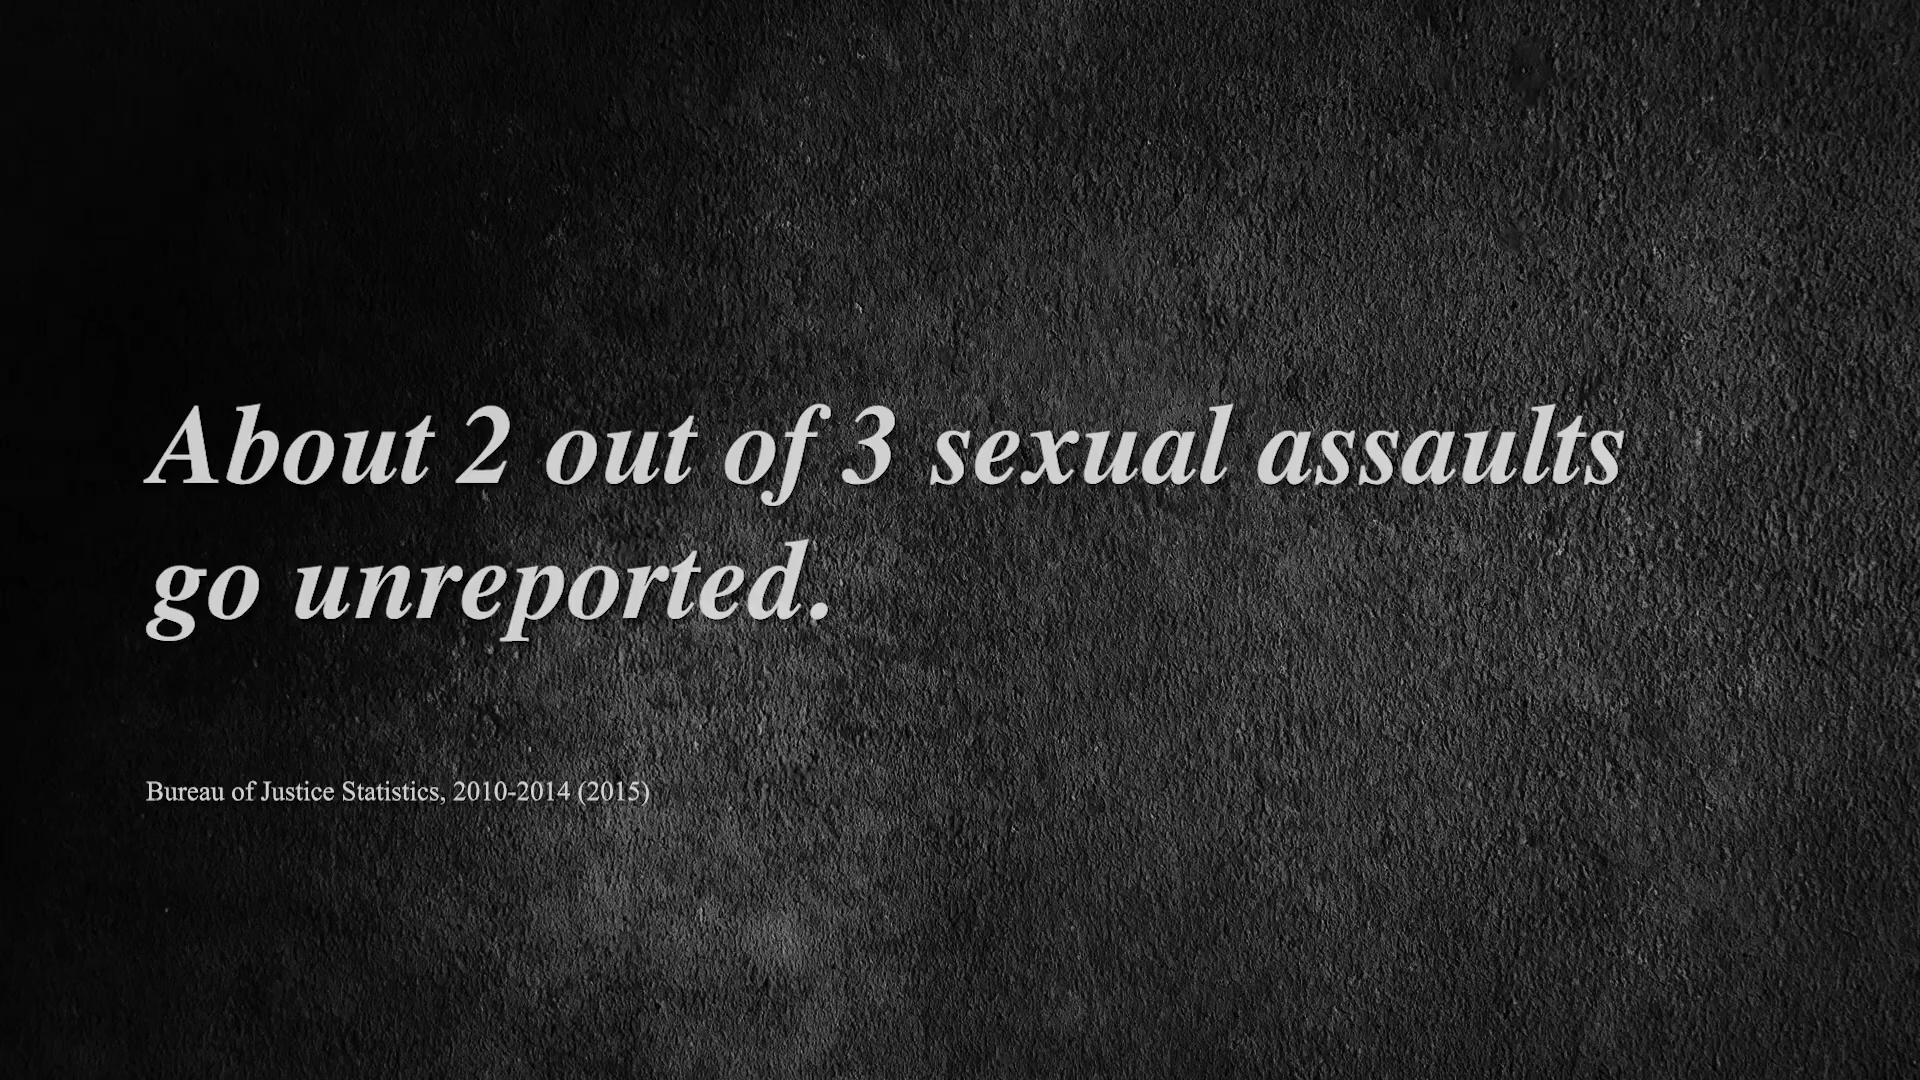 About 2 out of 3 sexual assaults
go unreported.
Bureau of Justice Statistics, 2010-2014 (2015)